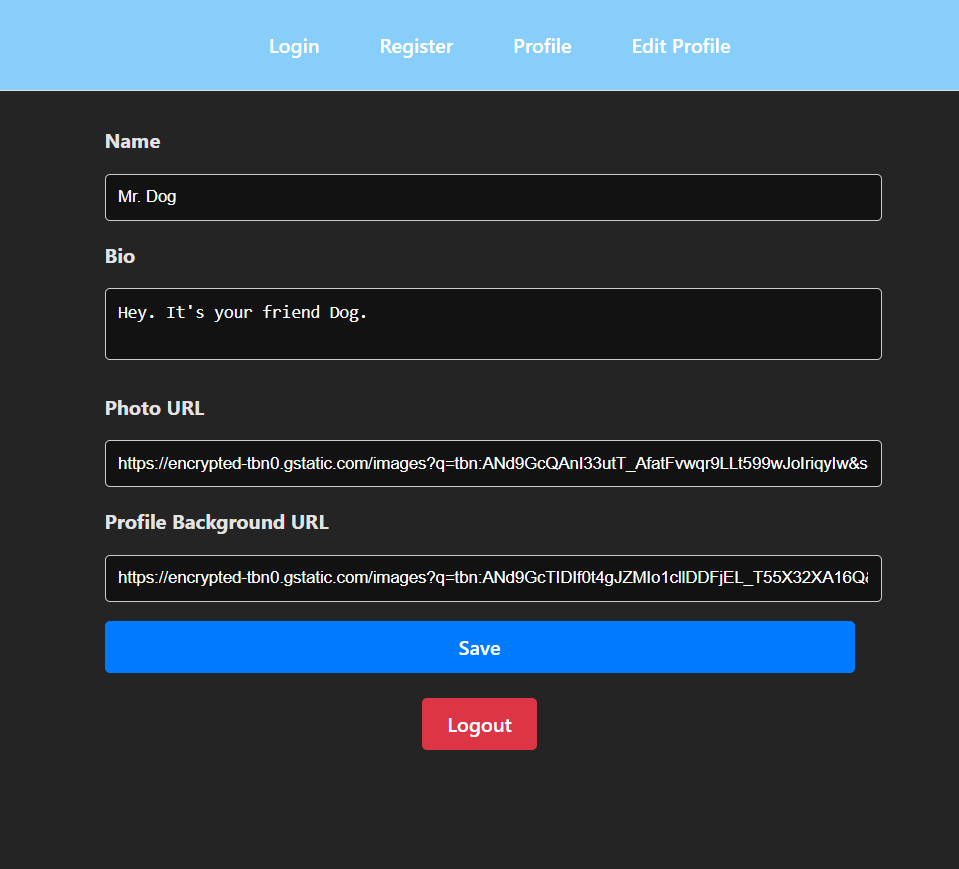 Login Register Profile Edit Profile
Name
Mr. Dog
Bio
Hey. It's your friend Dog.
Photo URL
https://encrypted-tbn0.gstatic.com/images?q=tbn:ANd9GcQAnI33utT_AfatFvwqr9LLt599wJoIriqyIw&s
Profile Background URL
https://encrypted-tbn0.gstatic.com/images?q=tbn:ANd9GcTIDIf0t4gJZMIo1cllDDFjEL_T55X32XA16Q&
Save
Logout